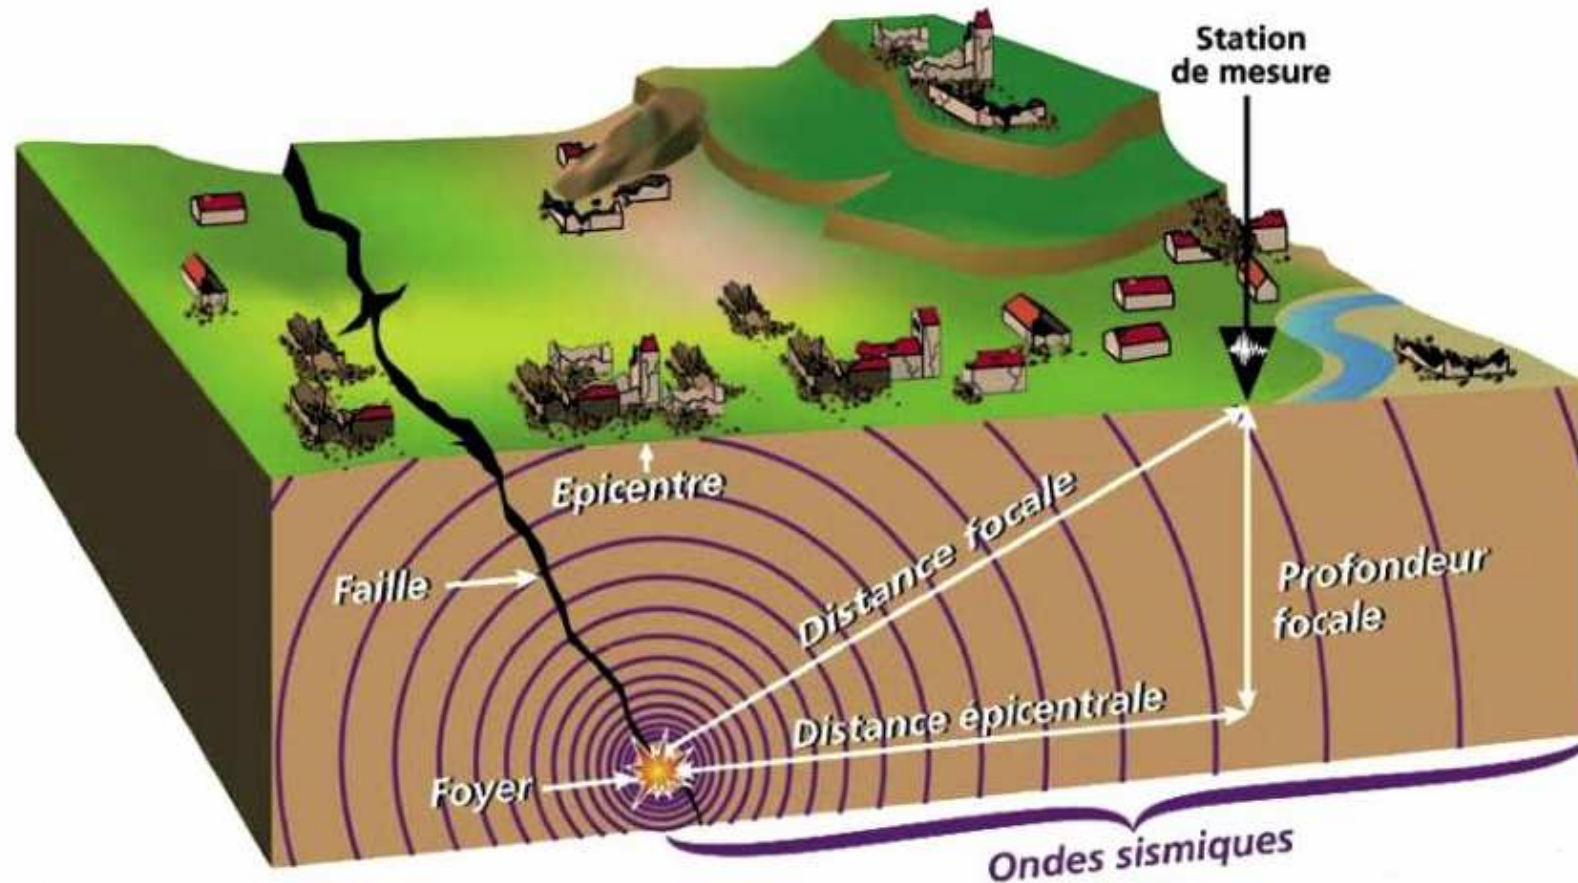 Station
de mesure
Epicentre
Distance focale
Faille
Profondeur
focale
Distance épicentrale
Foyer
Ondes sismiques